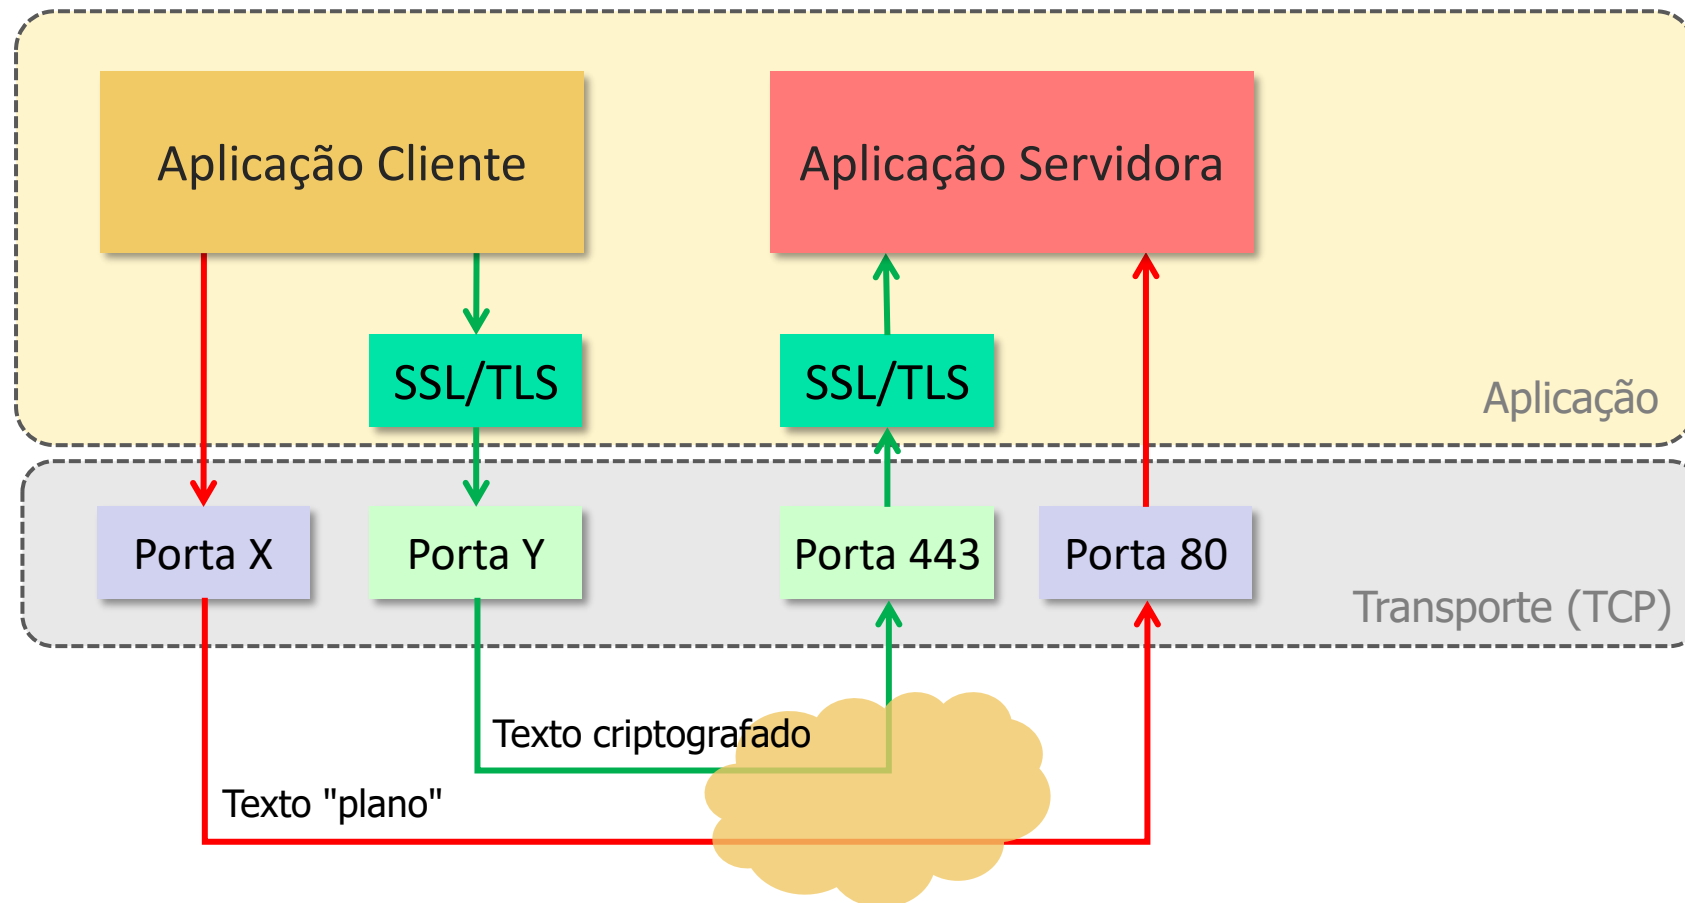 Aplicação Cliente
Aplicação Servidora
SSL/TLS
SSL/TLS
Aplicação
Porta X
Porta Y
Porta 443
Porta 80
Transporte (TCP)
Texto criptografado
Texto "plano"